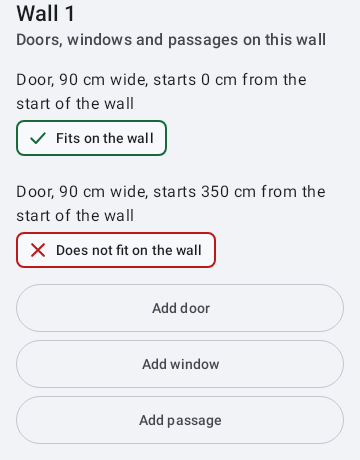 Wall 1
Doors, windows and passages on this wall
Door, 90 cm wide, starts 0 cm from the
start of the wall
Fits on the wall
Door, 90 cm wide, starts 350 cm from the
start of the wall
Does not fit on the wall
Add door
Add window
Add passage